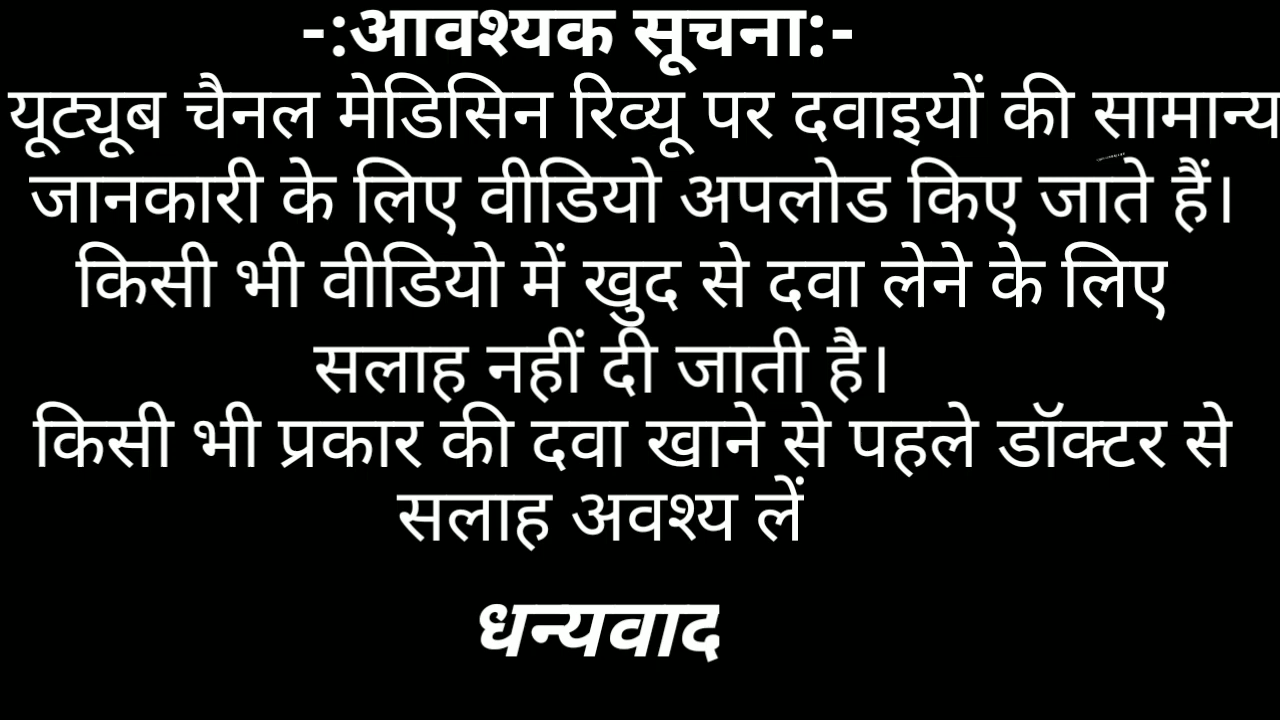 -:आवश्यक सूचना:-
यूट्यूब चैनल मेडिसिन रिव्यू पर दवाइयों की सामान्य
जानकारी के लिए वीडियो अपलोड किए जाते हैं।
किसी भी वीडियो में खुद से दवा लेने के लिए
सलाह नहीं दी जाती है।
किसी भी प्रकार की दवा खाने से पहले डॉक्टर से
सलाह अवश्य लें
धन्यवाद